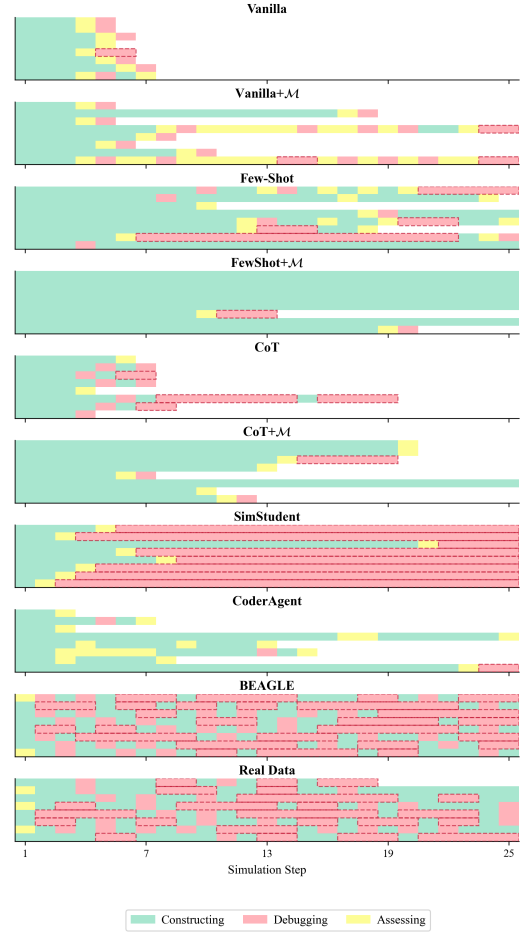 Vanilla
Vanilla+ℳ
Few-Shot
FewShot+ℳ
CoT
CoT+ℳ
SimStudent
CoderAgent
BEAGLE
Real Data
1 7 13 19 25
Simulation Step
Constructing Debugging Assessing